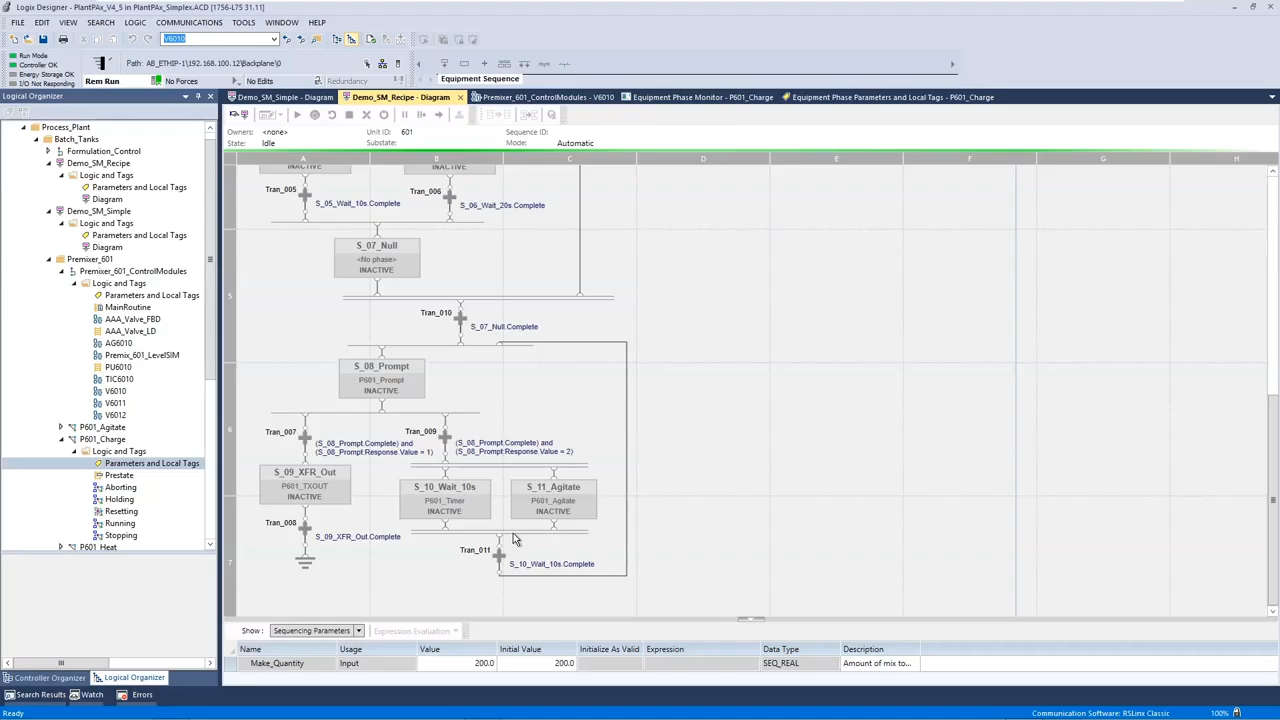 Logix Designer - PlantPAx_V4_5 in PlantPAx_Simplex.ACD [1756-L75 31.11]
FILE EDIT VIEW SEARCH LOGIC COMMUNICATIONS TOOLS WINDOW HELP
V6010
Run Mode
Controller OK
Energy Storage OK
I/O Not Responding
Path: AB_ETHIP-1\192.168.100.12\Backplane\0
Rem Run No Forces No Edits Redundancy
Equipment Sequence
Logical Organizer
Demo_SM_Simple - Diagram
Demo_SM_Recipe - Diagram
Premixer_601_ControlModules - V6010
Equipment Phase Monitor - P601_Charge
Equipment Phase Parameters and Local Tags - P601_Charge
Process_Plant
Batch_Tanks
Formulation_Control
Demo_SM_Recipe
Logic and Tags
Parameters and Local Tags
Diagram
Demo_SM_Simple
Logic and Tags
Parameters and Local Tags
Diagram
Premixer_601
Premixer_601_ControlModules
Logic and Tags
Parameters and Local Tags
MainRoutine
AAA_Valve_FBD
AAA_Valve_LD
AG6010
Premix_601_LevelSIM
PU6010
TIC6010
V6010
V6011
V6012
P601_Agitate
P601_Charge
Logic and Tags
Parameters and Local Tags
Prestate
Aborting
Holding
Resetting
Running
Stopping
P601_Heat
Controller Organizer
Logical Organizer
Owners: <none> Unit ID: 601 Sequence ID:
State: Idle Substate: Mode: Automatic
A B C D E F G H
INACTIVE INACTIVE
Tran_005
S_05_Wait_10s.Complete
Tran_006
S_06_Wait_20s.Complete
S_07_Null
<No phase>
INACTIVE
5
Tran_010
S_07_Null.Complete
S_08_Prompt
P601_Prompt
INACTIVE
6
Tran_007
(S_08_Prompt.Complete) and
(S_08_Prompt.Response.Value = 1)
Tran_009
(S_08_Prompt.Complete) and
(S_08_Prompt.Response.Value = 2)
S_09_XFR_Out
P601_TXOUT
INACTIVE
S_10_Wait_10s
P601_Timer
INACTIVE
S_11_Agitate
P601_Agitate
INACTIVE
Tran_008
S_09_XFR_Out.Complete
Tran_011
S_10_Wait_10s.Complete
7
Show: Sequencing Parameters Expression Evaluation
Name Usage Value Initial Value Initialize As Valid Expression Data Type Description
Make_Quantity Input 200.0 200.0 SEQ_REAL Amount of mix to...
Search Results Watch Errors
Ready Communication Software: RSLinx Classic 100%